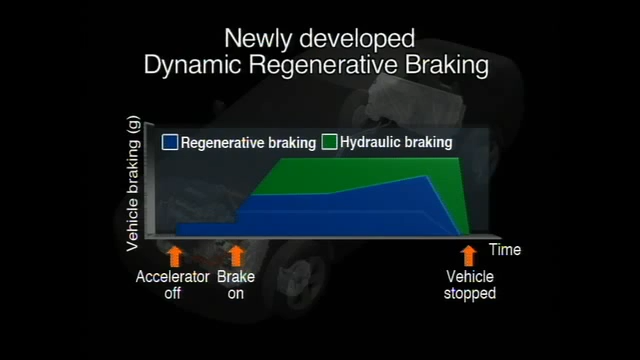 Newly developed
Dynamic Regenerative Braking
Vehicle braking (g)
Regenerative braking
Hydraulic braking
Time
Accelerator
off
Brake
on
Vehicle
stopped